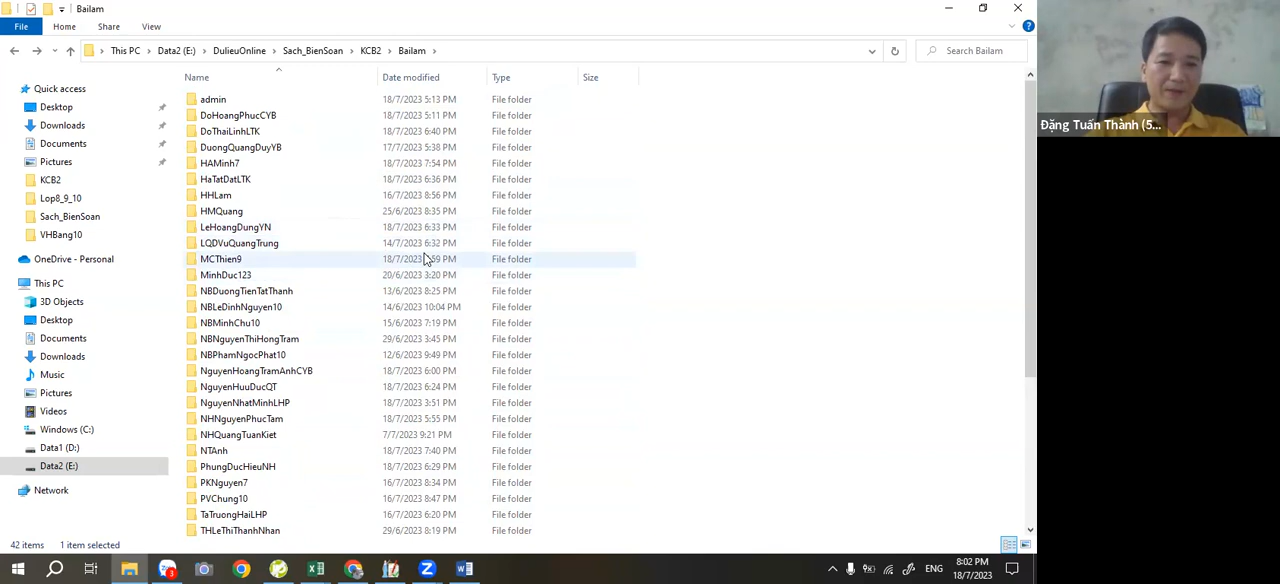 Bailam
File Home Share View
This PC Data2 (E:) DulieuOnline Sach_BienSoan KCB2 Bailam Search Bailam
Name Date modified Type Size
Quick access
Desktop
Downloads
Documents
Pictures
KCB2
Lop8_9_10
Sach_BienSoan
VHBang10
OneDrive - Personal
This PC
3D Objects
Desktop
Documents
Downloads
Music
Pictures
Videos
Windows (C:)
Data1 (D:)
Data2 (E:)
Network
admin 18/7/2023 5:13 PM File folder
DoHoangPhucCYB 18/7/2023 5:11 PM File folder
DoThaiLinhLTK 18/7/2023 6:40 PM File folder
DuongQuangDuyYB 17/7/2023 5:38 PM File folder
HAMinh7 18/7/2023 7:54 PM File folder
HaTatDatLTK 18/7/2023 6:36 PM File folder
HHLam 16/7/2023 8:56 PM File folder
HMQuang 25/6/2023 8:35 PM File folder
LeHoangDungYN 18/7/2023 6:33 PM File folder
LQDVuQuangTrung 14/7/2023 6:32 PM File folder
MCThien9 18/7/2023 PM File folder
MinhDuc123 20/6/2023 3:20 PM File folder
NBDuongTienTatThanh 13/6/2023 8:25 PM File folder
NBLeDinhNguyen10 14/6/2023 10:04 PM File folder
NBMinhChu10 15/6/2023 7:19 PM File folder
NBNguyenThiHongTram 29/6/2023 3:45 PM File folder
NBPhamNgocPhat10 12/6/2023 9:49 PM File folder
NguyenHoangTramAnhCYB 18/7/2023 6:00 PM File folder
NguyenHuuDucQT 18/7/2023 6:24 PM File folder
NguyenNhatMinhLHP 18/7/2023 3:51 PM File folder
NHNguyenPhucTam 18/7/2023 5:55 PM File folder
NHQuangTuanKiet 7/7/2023 9:21 PM File folder
NTAnh 18/7/2023 7:40 PM File folder
PhungDucHieuNH 18/7/2023 6:29 PM File folder
PKNguyen7 16/7/2023 8:34 PM File folder
PVChung10 16/7/2023 8:47 PM File folder
TaTruongHaiLHP 16/7/2023 6:20 PM File folder
THLeThiThanhNhan 29/6/2023 8:19 PM File folder
42 items 1 item selected
3
ENG
8:02 PM
18/7/2023
Đặng Tuấn Thành (5...